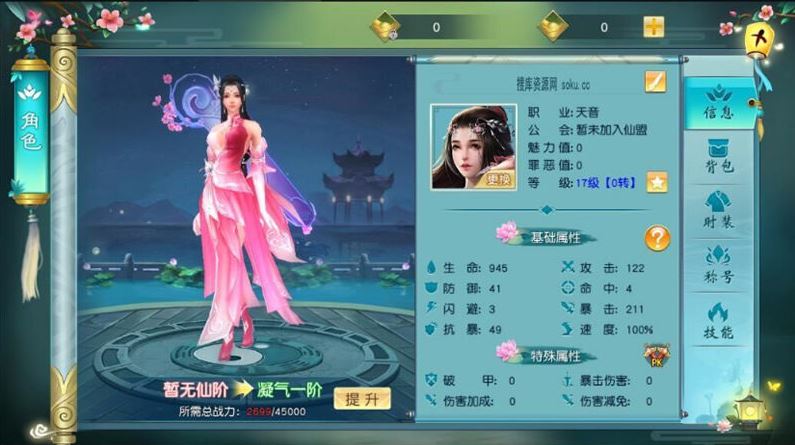 0
0
角色
搜库资源网 soku.cc
职 业: 天音
公 会: 暂未加入仙盟
魅力值: 0
罪恶值: 0
等 级: 17级【0转】
更换
基础属性
生 命: 945
攻 击: 122
防 御: 41
命 中: 4
闪 避: 3
暴 击: 211
抗 暴: 49
速 度: 100%
特殊属性
PK
破 甲: 0
暴击伤害: 0
伤害加成: 0
伤害减免: 0
暂无仙阶
凝气一阶
提升
所需总战力: 2699/45000
信息
背包
时装
称号
技能